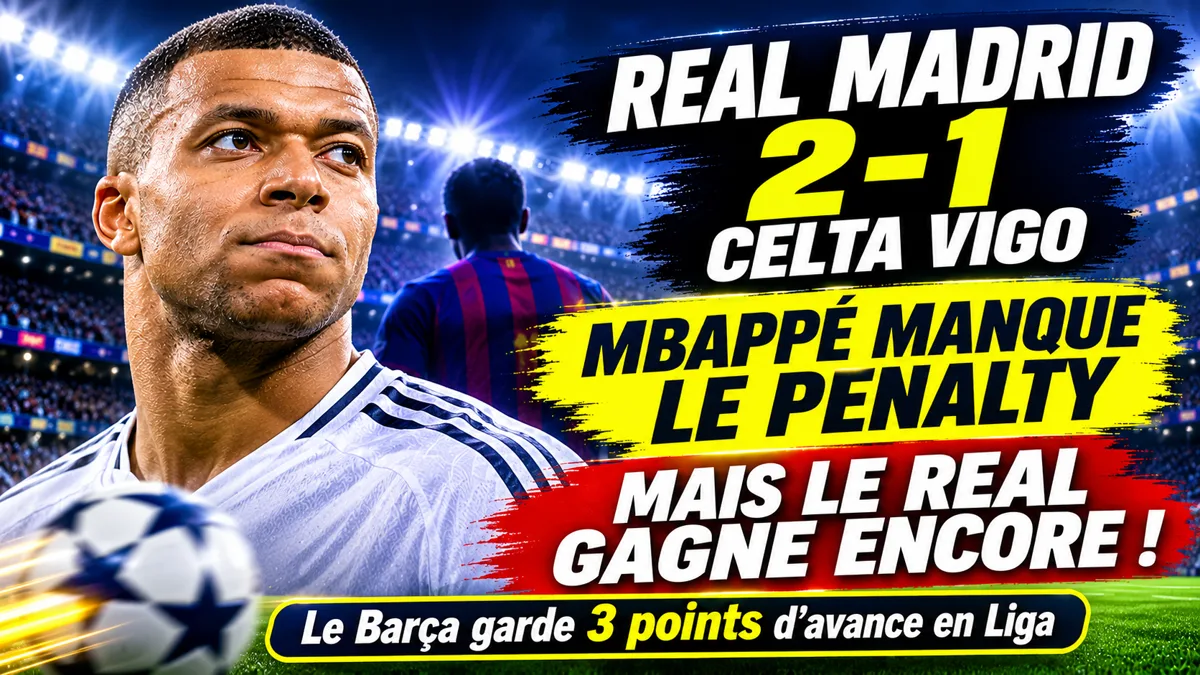 REAL MADRID
2-1
CELTA VIGO
MBAPPÉ MANQUE
LE PENALTY
MAIS LE REAL
GAGNE ENCORE !
Le Barça garde 3 points d'avance en Liga